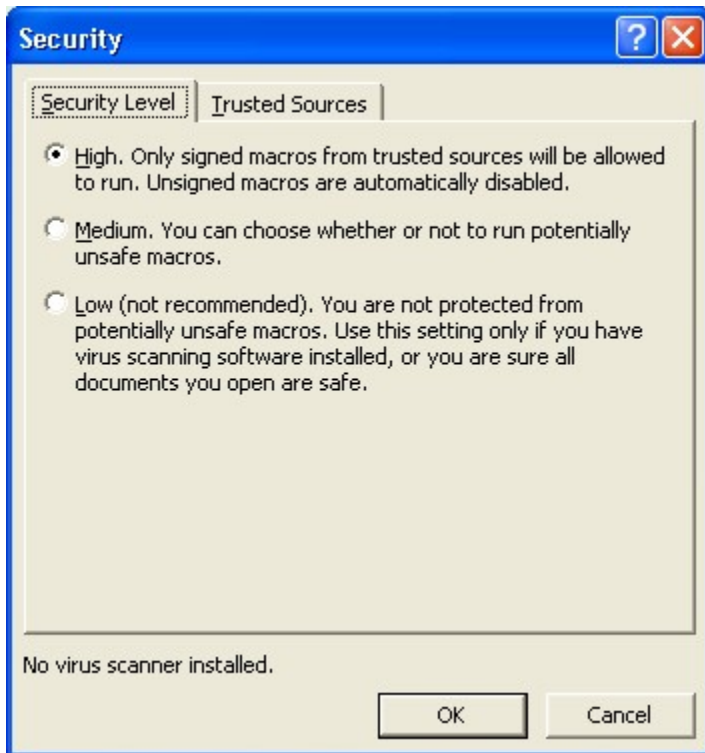 Security
Security Level
Trusted Sources
High. Only signed macros from trusted sources will be allowed
to run. Unsigned macros are automatically disabled.
Medium. You can choose whether or not to run potentially
unsafe macros.
Low (not recommended). You are not protected from
potentially unsafe macros. Use this setting only if you have
virus scanning software installed, or you are sure all
documents you open are safe.
No virus scanner installed.
OK
Cancel